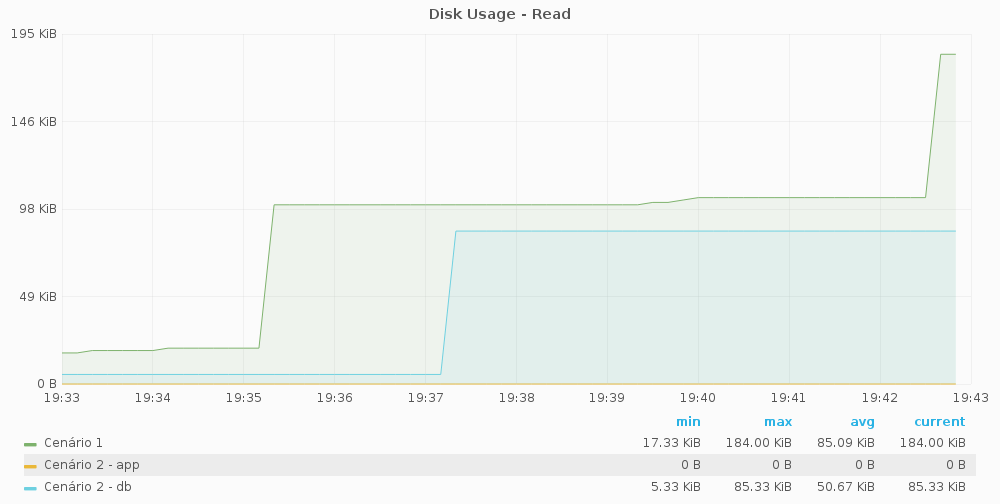 Disk Usage - Read
195 KiB
146 KiB
98 KiB
49 KiB
0 B
19:33 19:34 19:35 19:36 19:37 19:38 19:39 19:40 19:41 19:42 19:43
min max avg current
Cenário 1 17.33 KiB 184.00 KiB 85.09 KiB 184.00 KiB
Cenário 2 - app 0 B 0 B 0 B 0 B
Cenário 2 - db 5.33 KiB 85.33 KiB 50.67 KiB 85.33 KiB